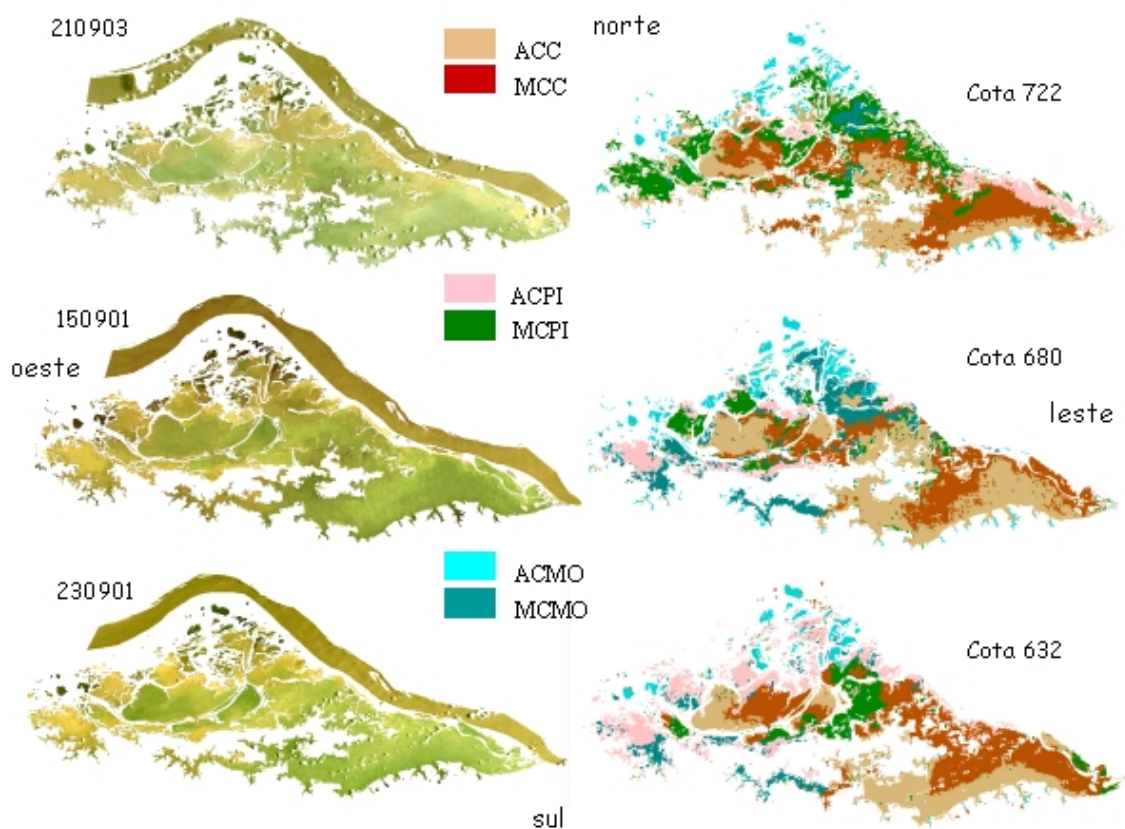 210903
ACC
MCC
norte
Cota 722
ACPI
MCPI
150901
oeste
Cota 680
leste
ACMO
MCMO
230901
Cota 632
sul